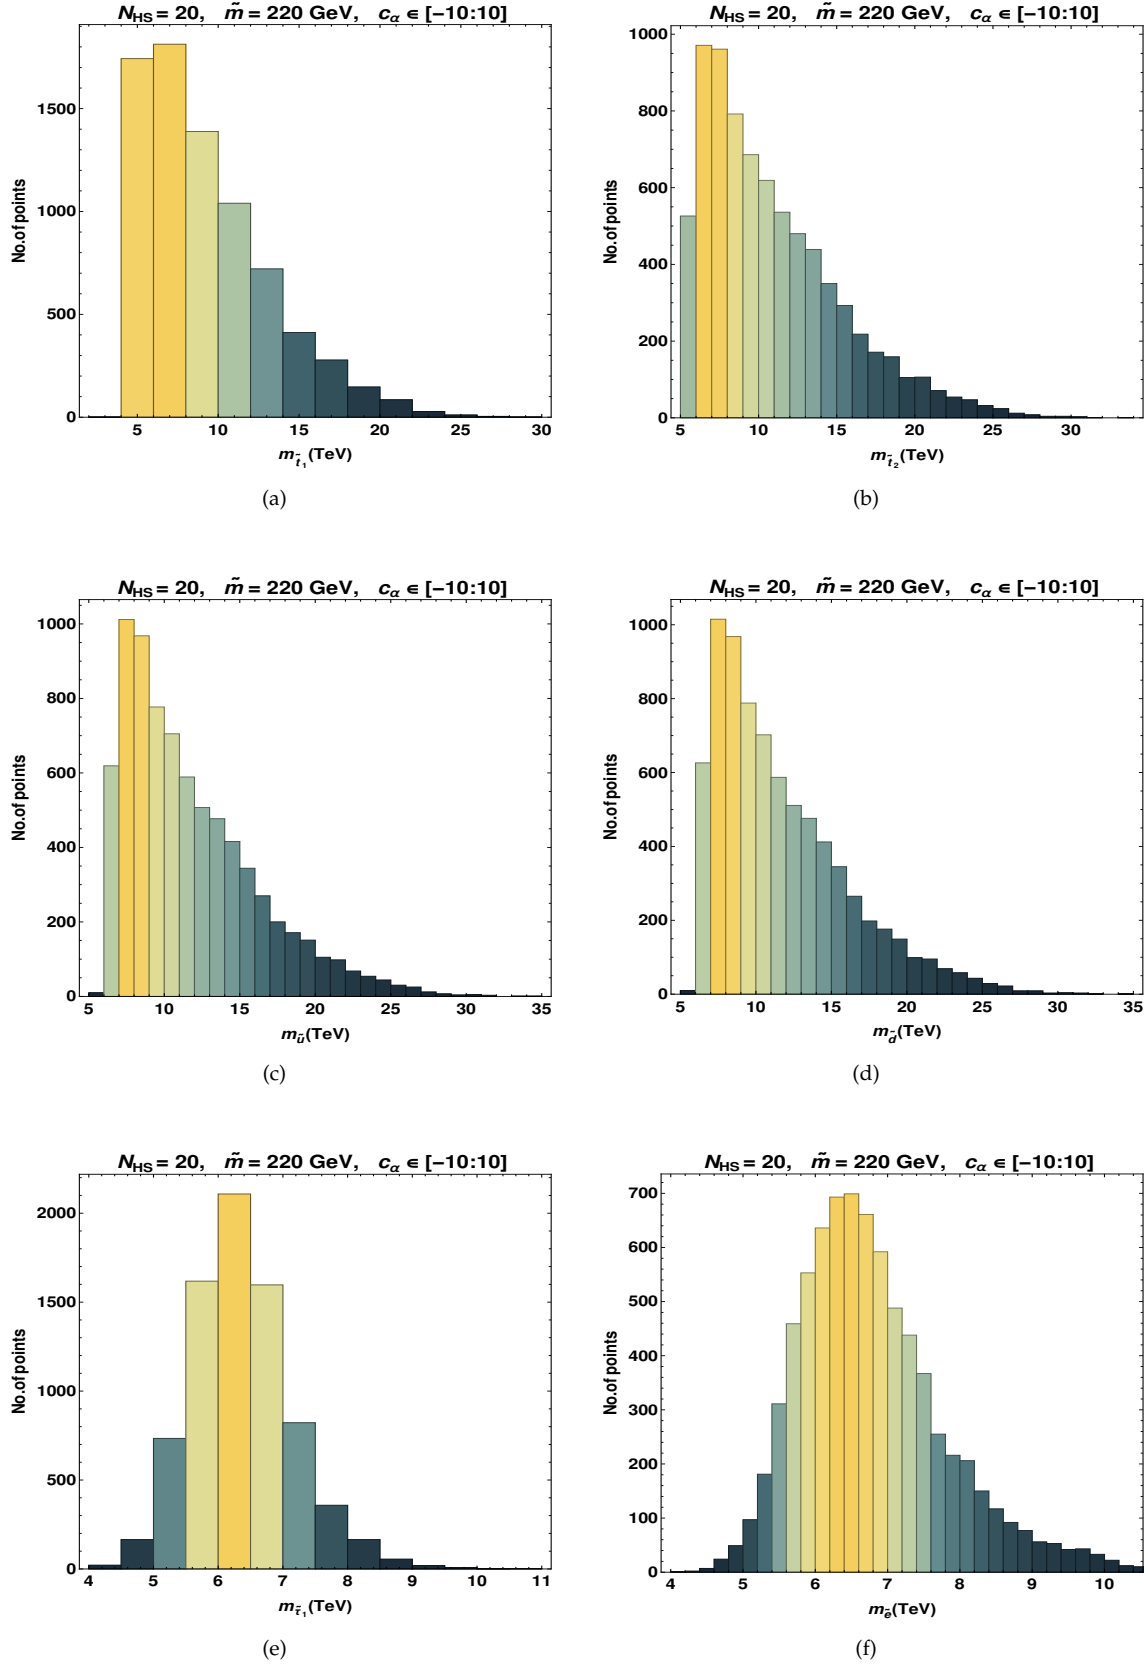 N_HS = 20, m̃ = 220 GeV, c_α ∈ [−10:10]
No.of points
1500
1000
500
0
5 10 15 20 25 30
m_t̃₁(TeV)
(a)
N_HS = 20, m̃ = 220 GeV, c_α ∈ [−10:10]
No.of points
1000
800
600
400
200
0
5 10 15 20 25 30
m_t̃₂(TeV)
(b)
N_HS = 20, m̃ = 220 GeV, c_α ∈ [−10:10]
No.of points
1000
800
600
400
200
0
5 10 15 20 25 30 35
m_ũ(TeV)
(c)
N_HS = 20, m̃ = 220 GeV, c_α ∈ [−10:10]
No.of points
1000
800
600
400
200
0
5 10 15 20 25 30 35
m_d̃(TeV)
(d)
N_HS = 20, m̃ = 220 GeV, c_α ∈ [−10:10]
No.of points
2000
1500
1000
500
0
4 5 6 7 8 9 10 11
m_τ̃₁(TeV)
(e)
N_HS = 20, m̃ = 220 GeV, c_α ∈ [−10:10]
No.of points
700
600
500
400
300
200
100
0
4 5 6 7 8 9 10
m_ẽ(TeV)
(f)